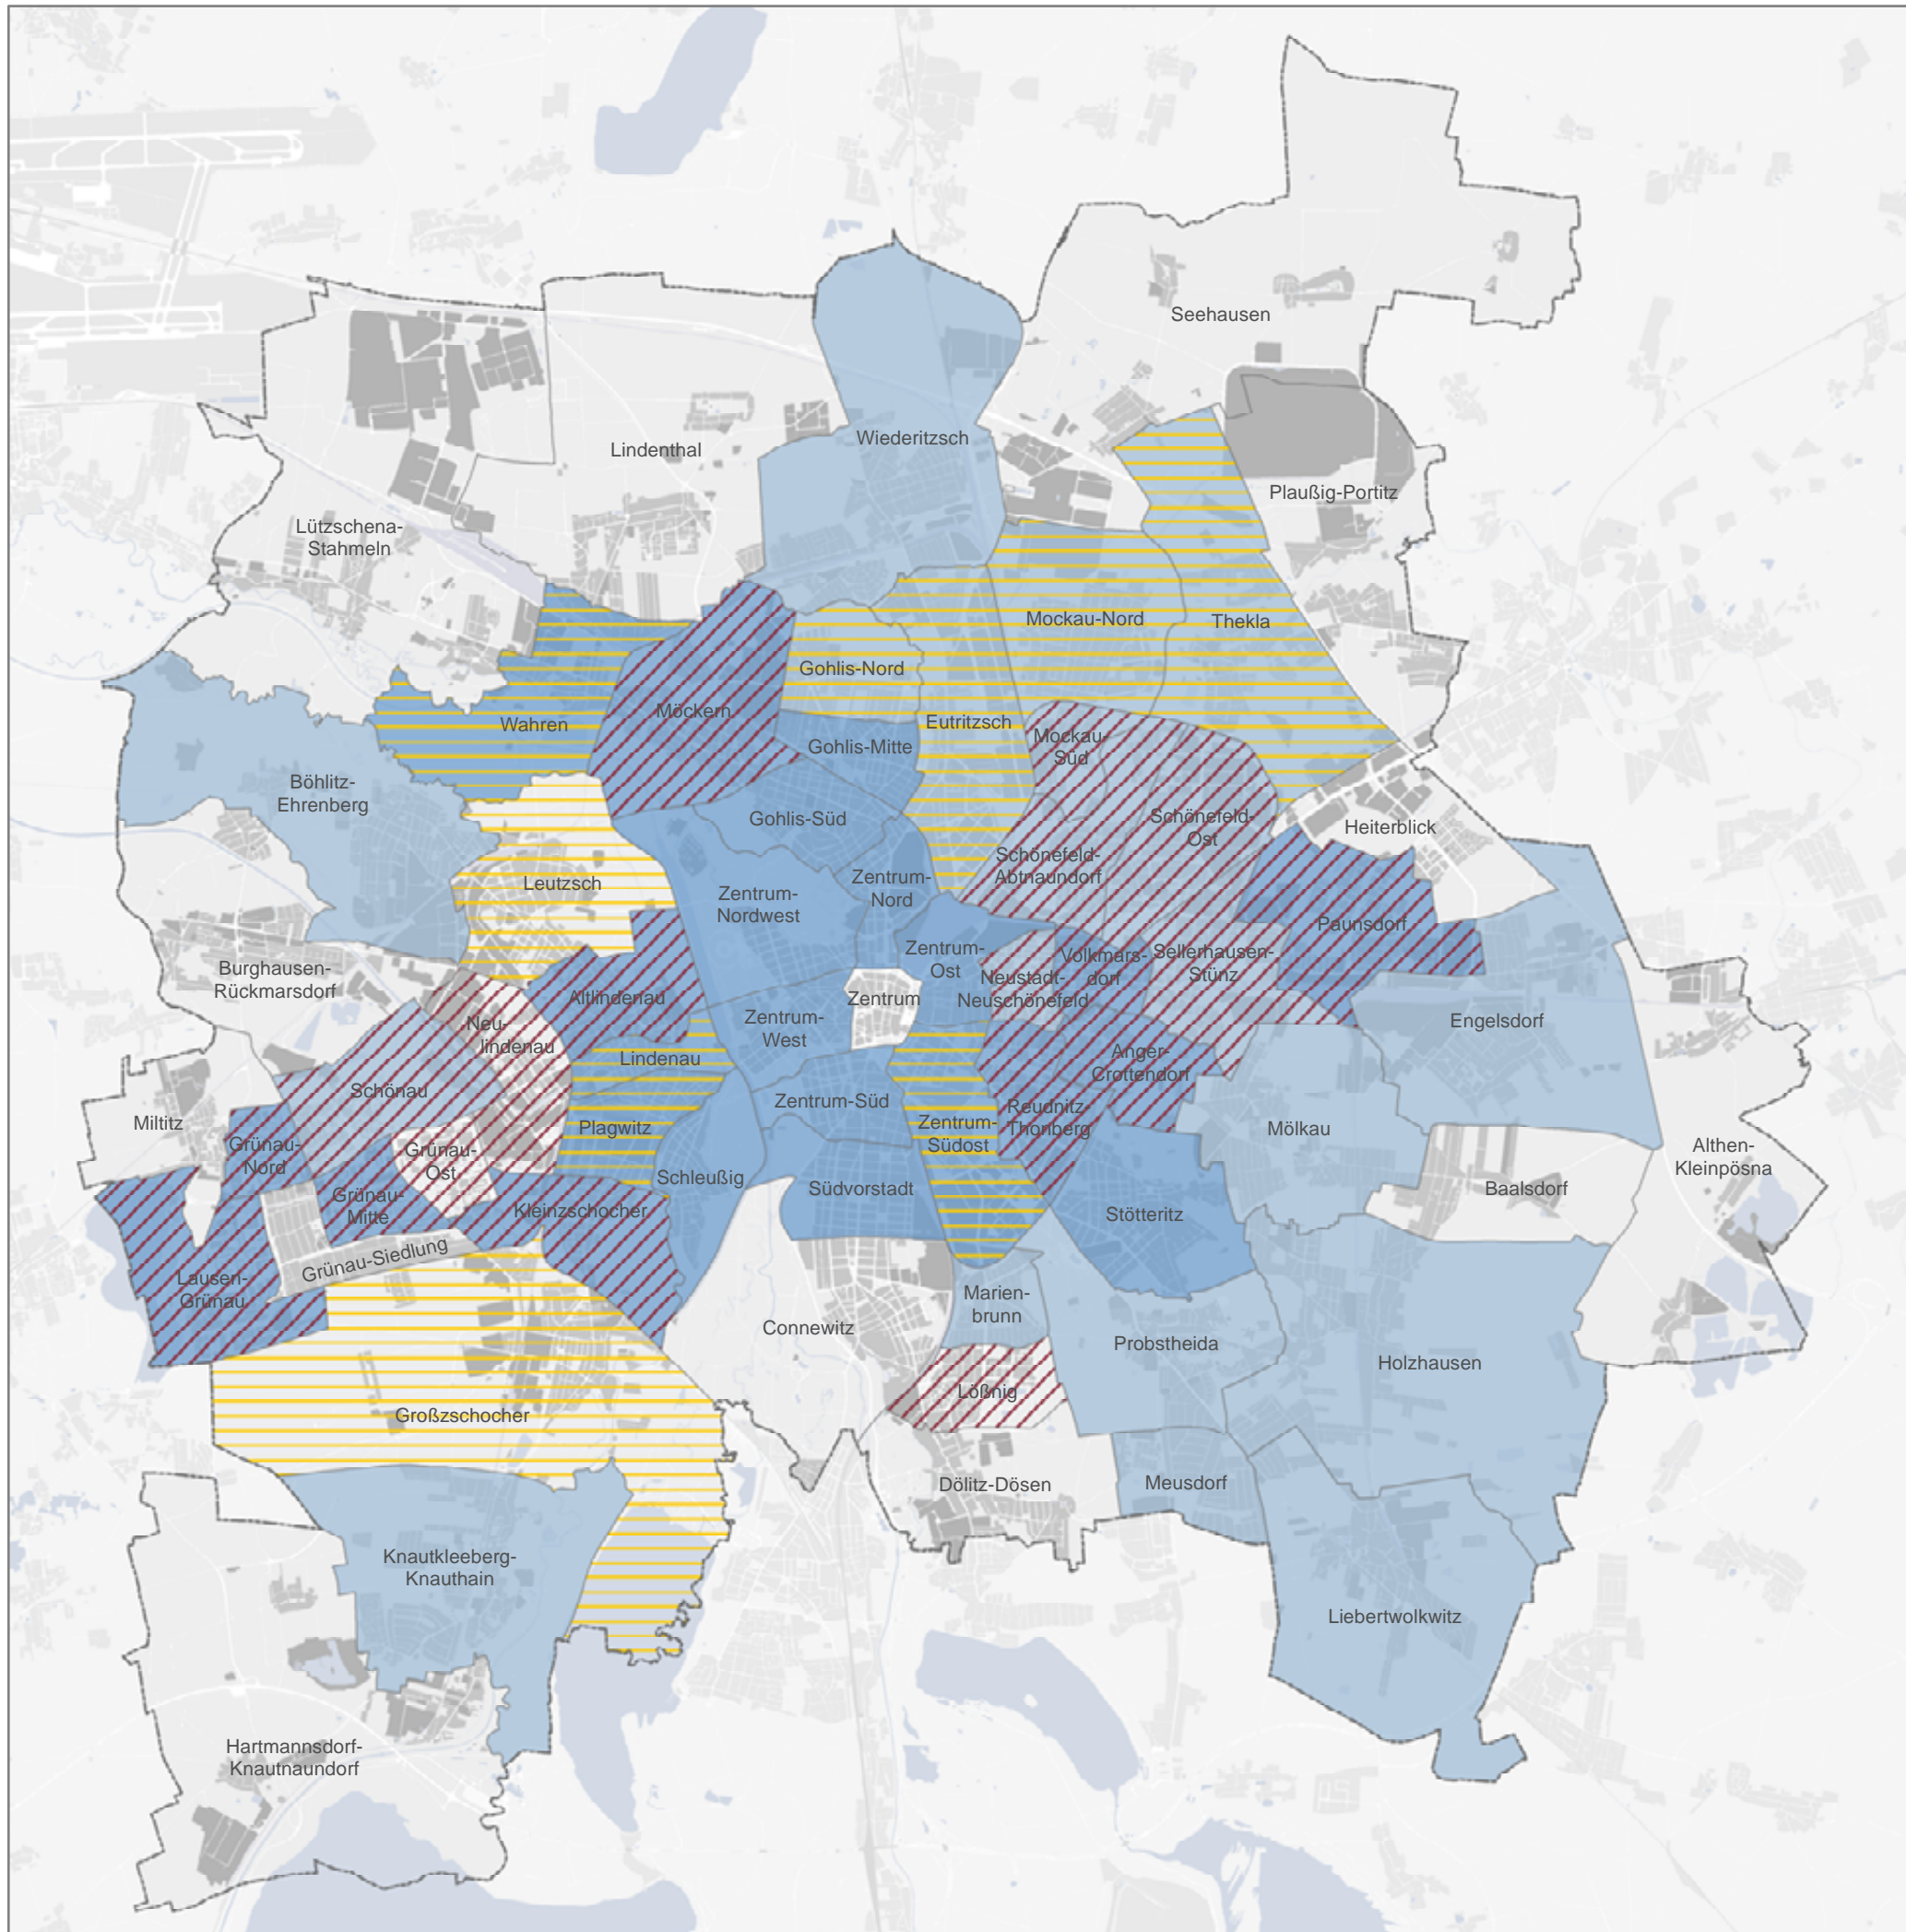 Seehausen
Wiederitzsch
Lindenthal
Plaußig-Portitz
Lützschena-
Stahmeln
Mockau-Nord
Thekla
Gohlis-Nord
Möckern
Eutritzsch
Wahren
Mockau-
Süd
Gohlis-Mitte
Böhlitz-
Ehrenberg
Gohlis-Süd
Schönefeld-
Ost
Heiterblick
Schönefeld-
Abtnaundorf
Leutzsch
Zentrum-
Nord
Zentrum-
Nordwest
Paunsdorf
Zentrum-
Ost
Volkmars-
dorf
Sellerhausen-
Stünz
Burghausen-
Rückmarsdorf
Neustadt-
Neuschönefeld
Altlindenau
Zentrum
Engelsdorf
Zentrum-
West
Neu-
lindenau
Lindenau
Anger-
Crottendorf
Schönau
Zentrum-Süd
Reudnitz-
Thonberg
Miltitz
Plagwitz
Mölkau
Zentrum-
Südost
Grünau-
Nord
Grünau-
Ost
Althen-
Kleinpösna
Schleußig
Südvorstadt
Baalsdorf
Grünau-
Mitte
Kleinzschocher
Stötteritz
Grünau-Siedlung
Lausen-
Grünau
Marien-
brunn
Connewitz
Probstheida
Holzhausen
Lößnig
Großzschocher
Dölitz-Dösen
Meusdorf
Knautkleeberg-
Knauthain
Liebertwolkwitz
Hartmannsdorf-
Knautnaundorf